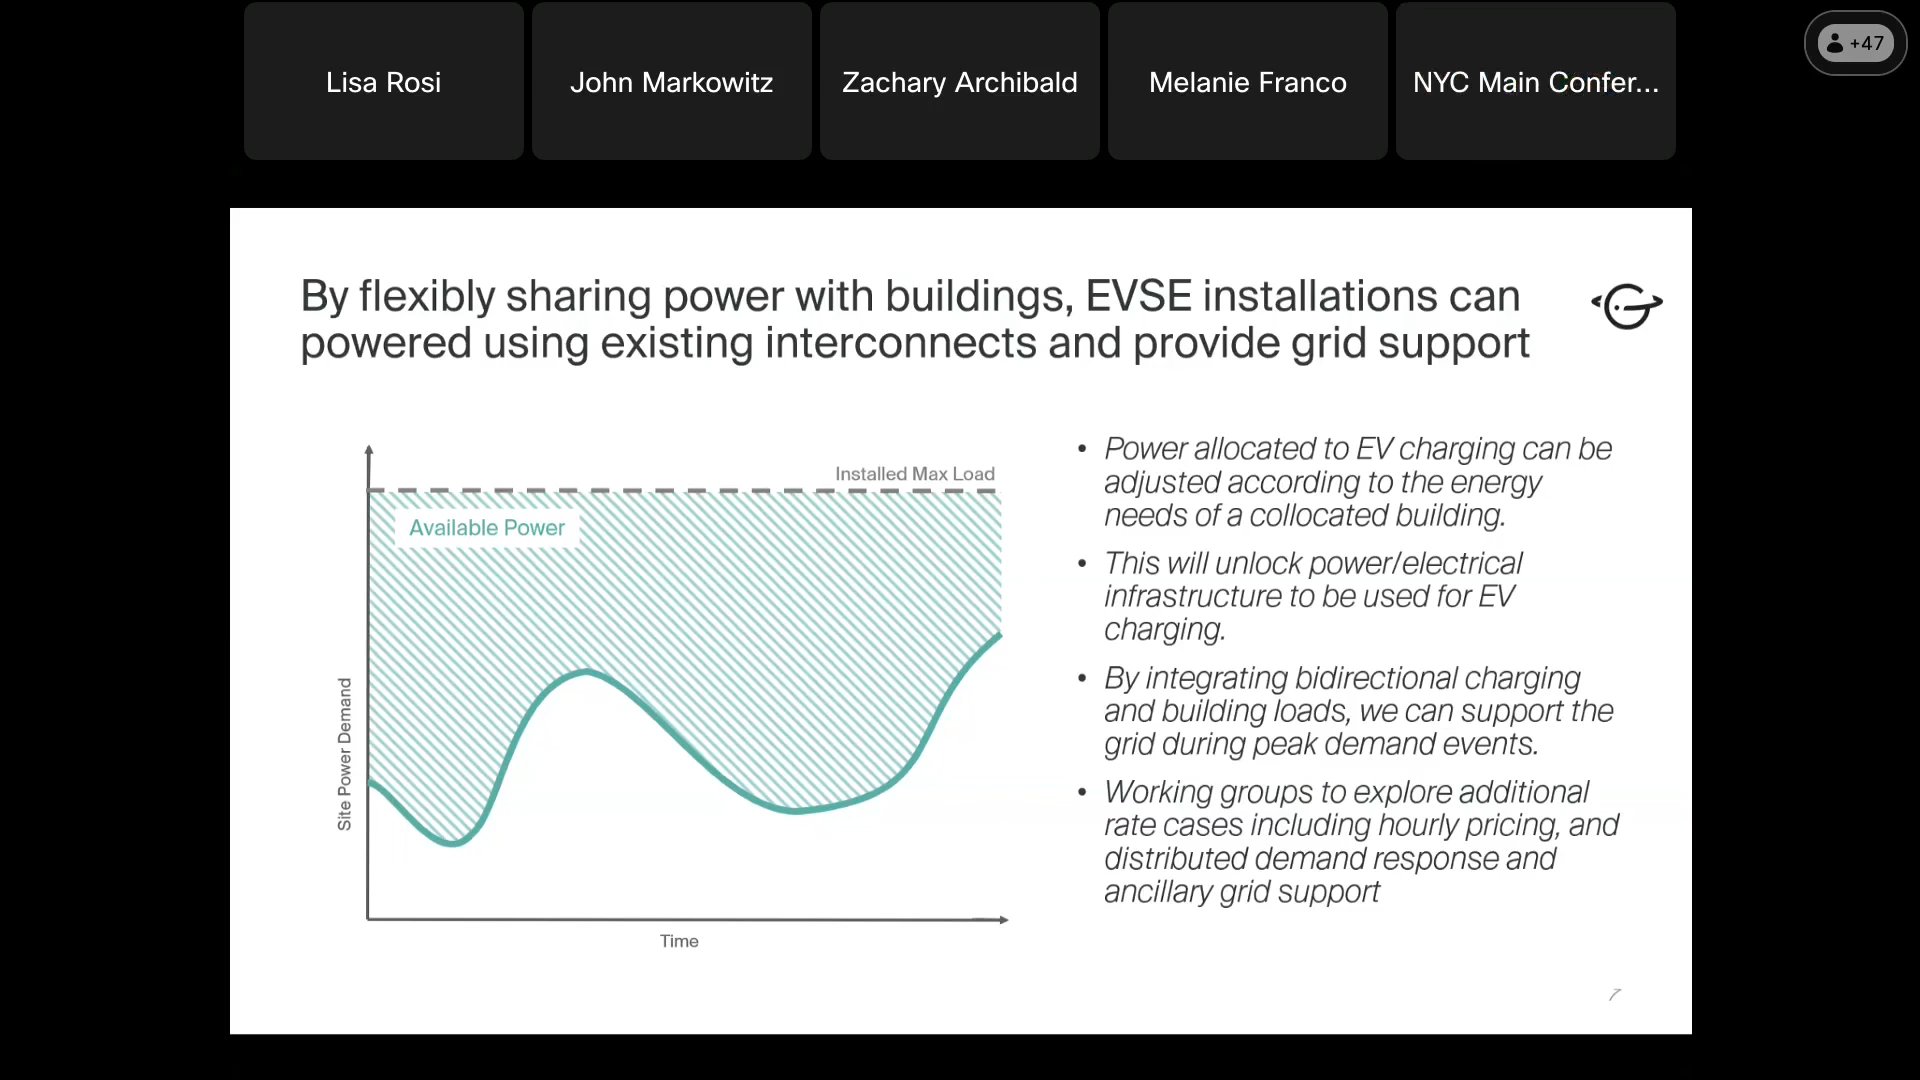 Lisa Rosi
John Markowitz
Zachary Archibald
Melanie Franco
NYC Main Confer...
+47
By flexibly sharing power with buildings, EVSE installations can
powered using existing interconnects and provide grid support
Installed Max Load
Available Power
Site Power Demand
Time
• Power allocated to EV charging can be
adjusted according to the energy
needs of a collocated building.
• This will unlock power/electrical
infrastructure to be used for EV
charging.
• By integrating bidirectional charging
and building loads, we can support the
grid during peak demand events.
• Working groups to explore additional
rate cases including hourly pricing, and
distributed demand response and
ancillary grid support
7